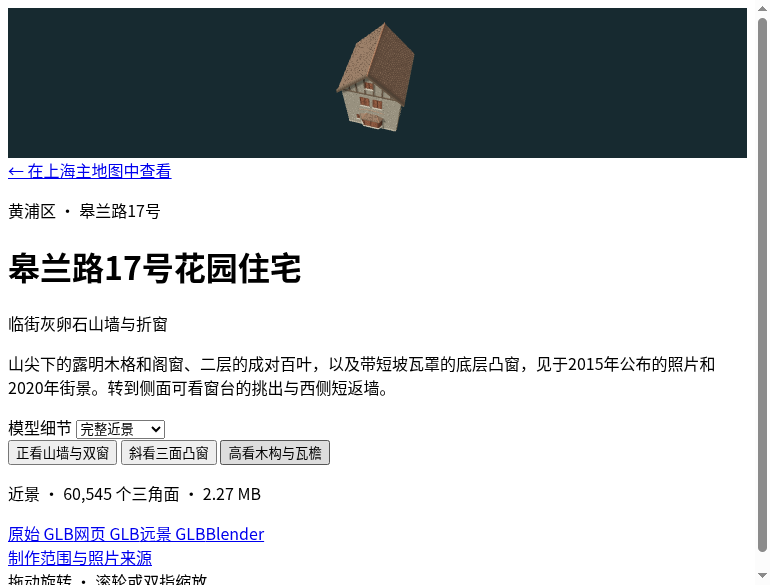 ← 在上海主地图中查看
黄浦区 · 皋兰路17号
皋兰路17号花园住宅
临街灰卵石山墙与折窗
山尖下的露明木格和阁窗、二层的成对百叶，以及带短坡瓦罩的底层凸窗，见于2015年公布的照片和
2020年街景。转到侧面可看窗台的挑出与西侧短返墙。
模型细节 完整近景
正看山墙与双窗 斜看三面凸窗 高看木构与瓦檐
近景 · 60,545 个三角面 · 2.27 MB
原始 GLB网页 GLB远景 GLBBlender
制作范围与照片来源
拖动旋转 · 滚轮或双指缩放